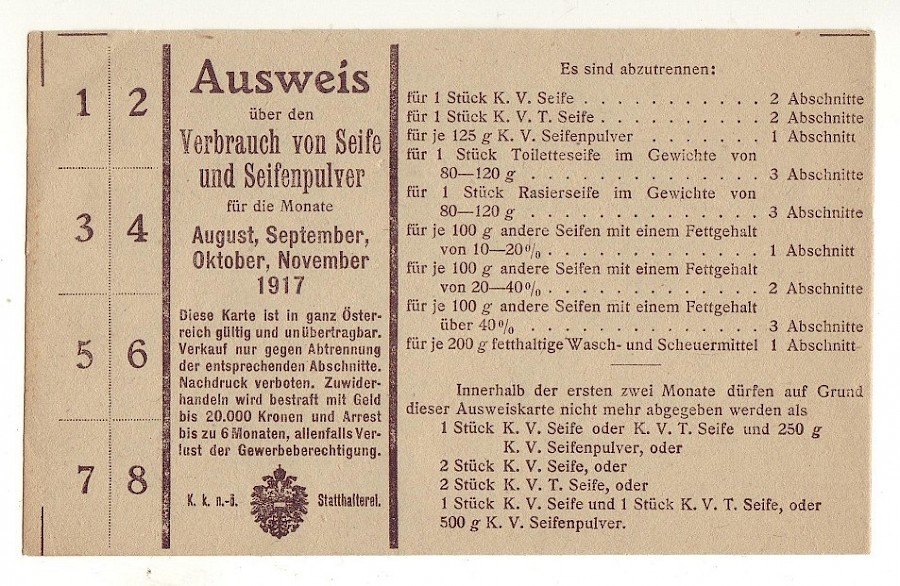 1 2
3 4
5 6
7 8
Ausweis
über den
Verbrauch von Seife
und Seifenpulver
für die Monate
August, September,
Oktober, November
1917
Diese Karte ist in ganz Öster-
reich gültig und unübertragbar.
Verkauf nur gegen Abtrennung
der entsprechenden Abschnitte.
Nachdruck verboten. Zuwider-
handeln wird bestraft mit Geld
bis 20.000 Kronen und Arrest
bis zu 6 Monaten, allenfalls Ver-
lust der Gewerbeberechtigung.
K. k. n.-ö. Statthalterei.
Es sind abzutrennen:
für 1 Stück K. V. Seife . . . . . . . . . . . 2 Abschnitte
für 1 Stück K. V. T. Seife . . . . . . . . . . 2 Abschnitte
für je 125 g K. V. Seifenpulver . . . . . . . 1 Abschnitt
für 1 Stück Toiletteseife im Gewichte von
80—120 g . . . . . . . . . . . . . . 3 Abschnitte
für 1 Stück Rasierseife im Gewichte von
80—120 g . . . . . . . . . . . . . . 3 Abschnitte
für je 100 g andere Seifen mit einem Fettgehalt
von 10—20% . . . . . . . . . . . . . 1 Abschnitt
für je 100 g andere Seifen mit einem Fettgehalt
von 20—40% . . . . . . . . . . . . . 2 Abschnitte
für je 100 g andere Seifen mit einem Fettgehalt
über 40% . . . . . . . . . . . . . . 3 Abschnitte
für je 200 g fetthaltige Wasch- und Scheuermittel 1 Abschnitt
Innerhalb der ersten zwei Monate dürfen auf Grund
dieser Ausweiskarte nicht mehr abgegeben werden als
1 Stück K. V. Seife oder K. V. T. Seife und 250 g
K. V. Seifenpulver, oder
2 Stück K. V. Seife, oder
2 Stück K. V. T. Seife, oder
1 Stück K. V. Seife und 1 Stück K. V. T. Seife, oder
500 g K. V. Seifenpulver.